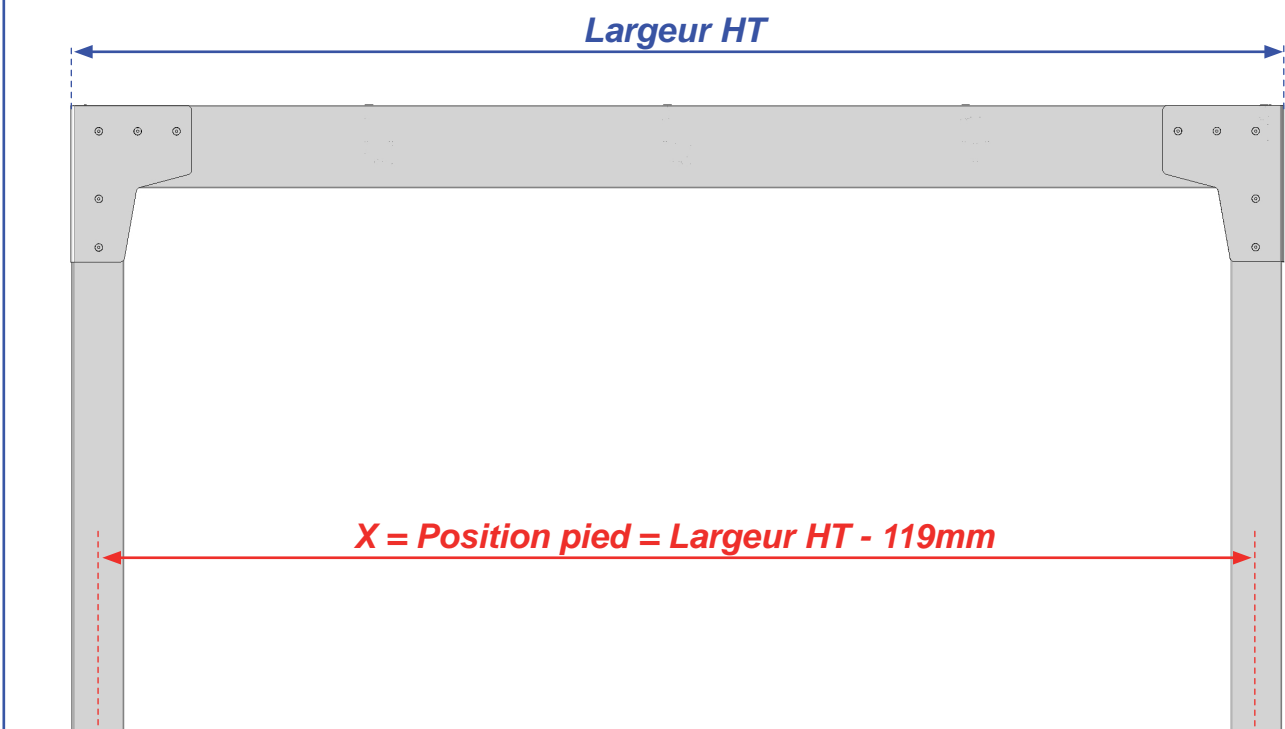 Largeur HT
X = Position pied = Largeur HT - 119mm